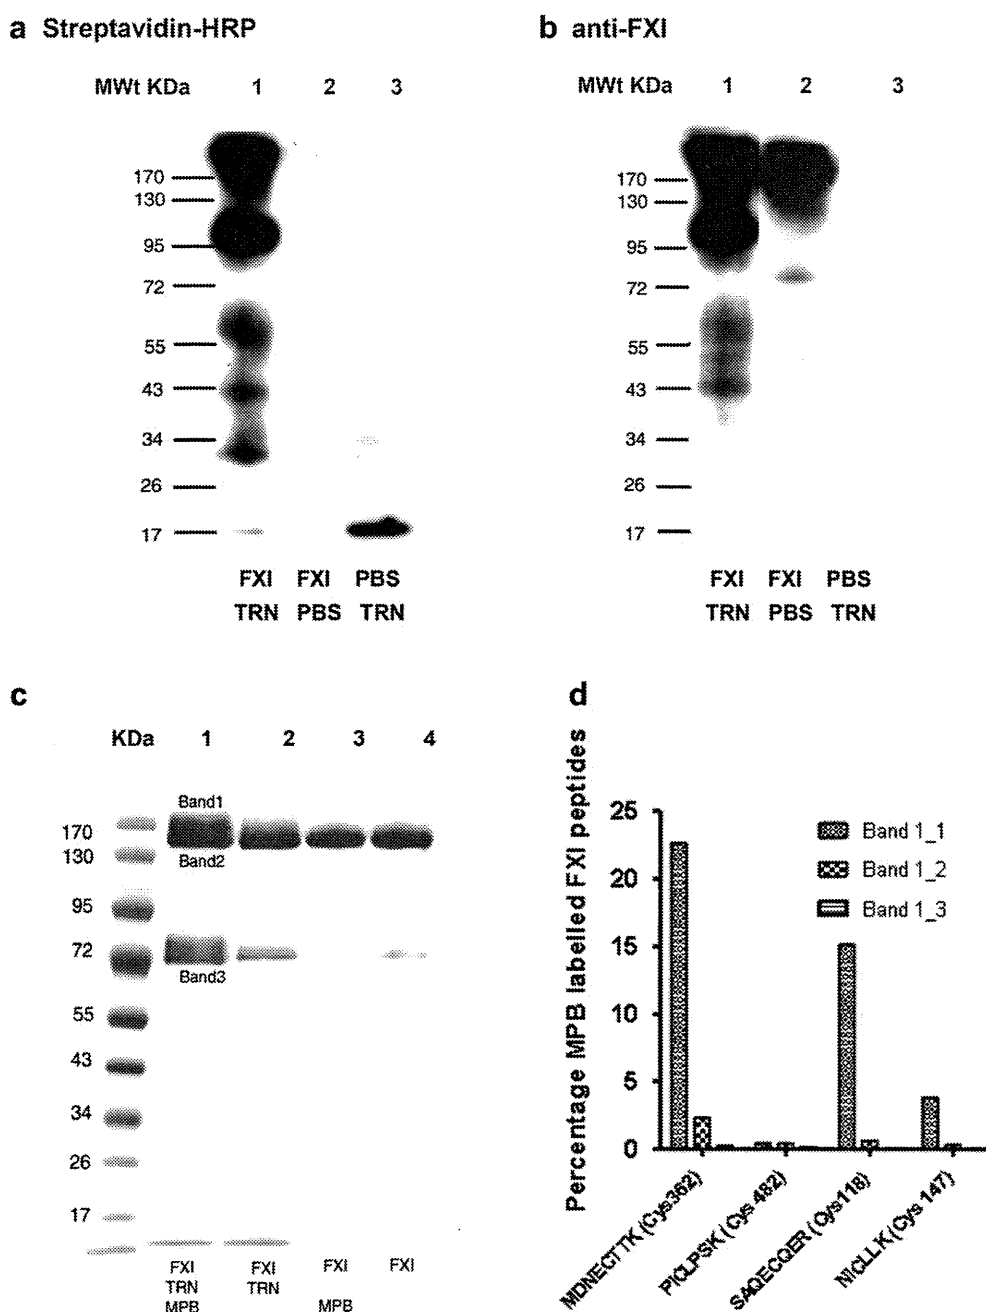 a Streptavidin-HRP
MWt KDa 1 2 3
170
130
95
72
55
43
34
26
17
FXI FXI PBS
TRN PBS TRN
b anti-FXI
MWt KDa 1 2 3
170
130
95
72
55
43
34
26
17
FXI FXI PBS
TRN PBS TRN
c
KDa 1 2 3 4
Band1
170
130
Band2
95
72
Band3
55
43
34
26
17
FXI FXI FXI FXI
TRN TRN
MPB MPB
d
Percentage MPB labelled FXI peptides
25
20
15
10
5
0
Band 1_1
Band 1_2
Band 1_3
MDNECTTK (Cys362)
PICLPSK (Cys 482)
SAQECQER (Cys118)
NICLLK (Cys 147)